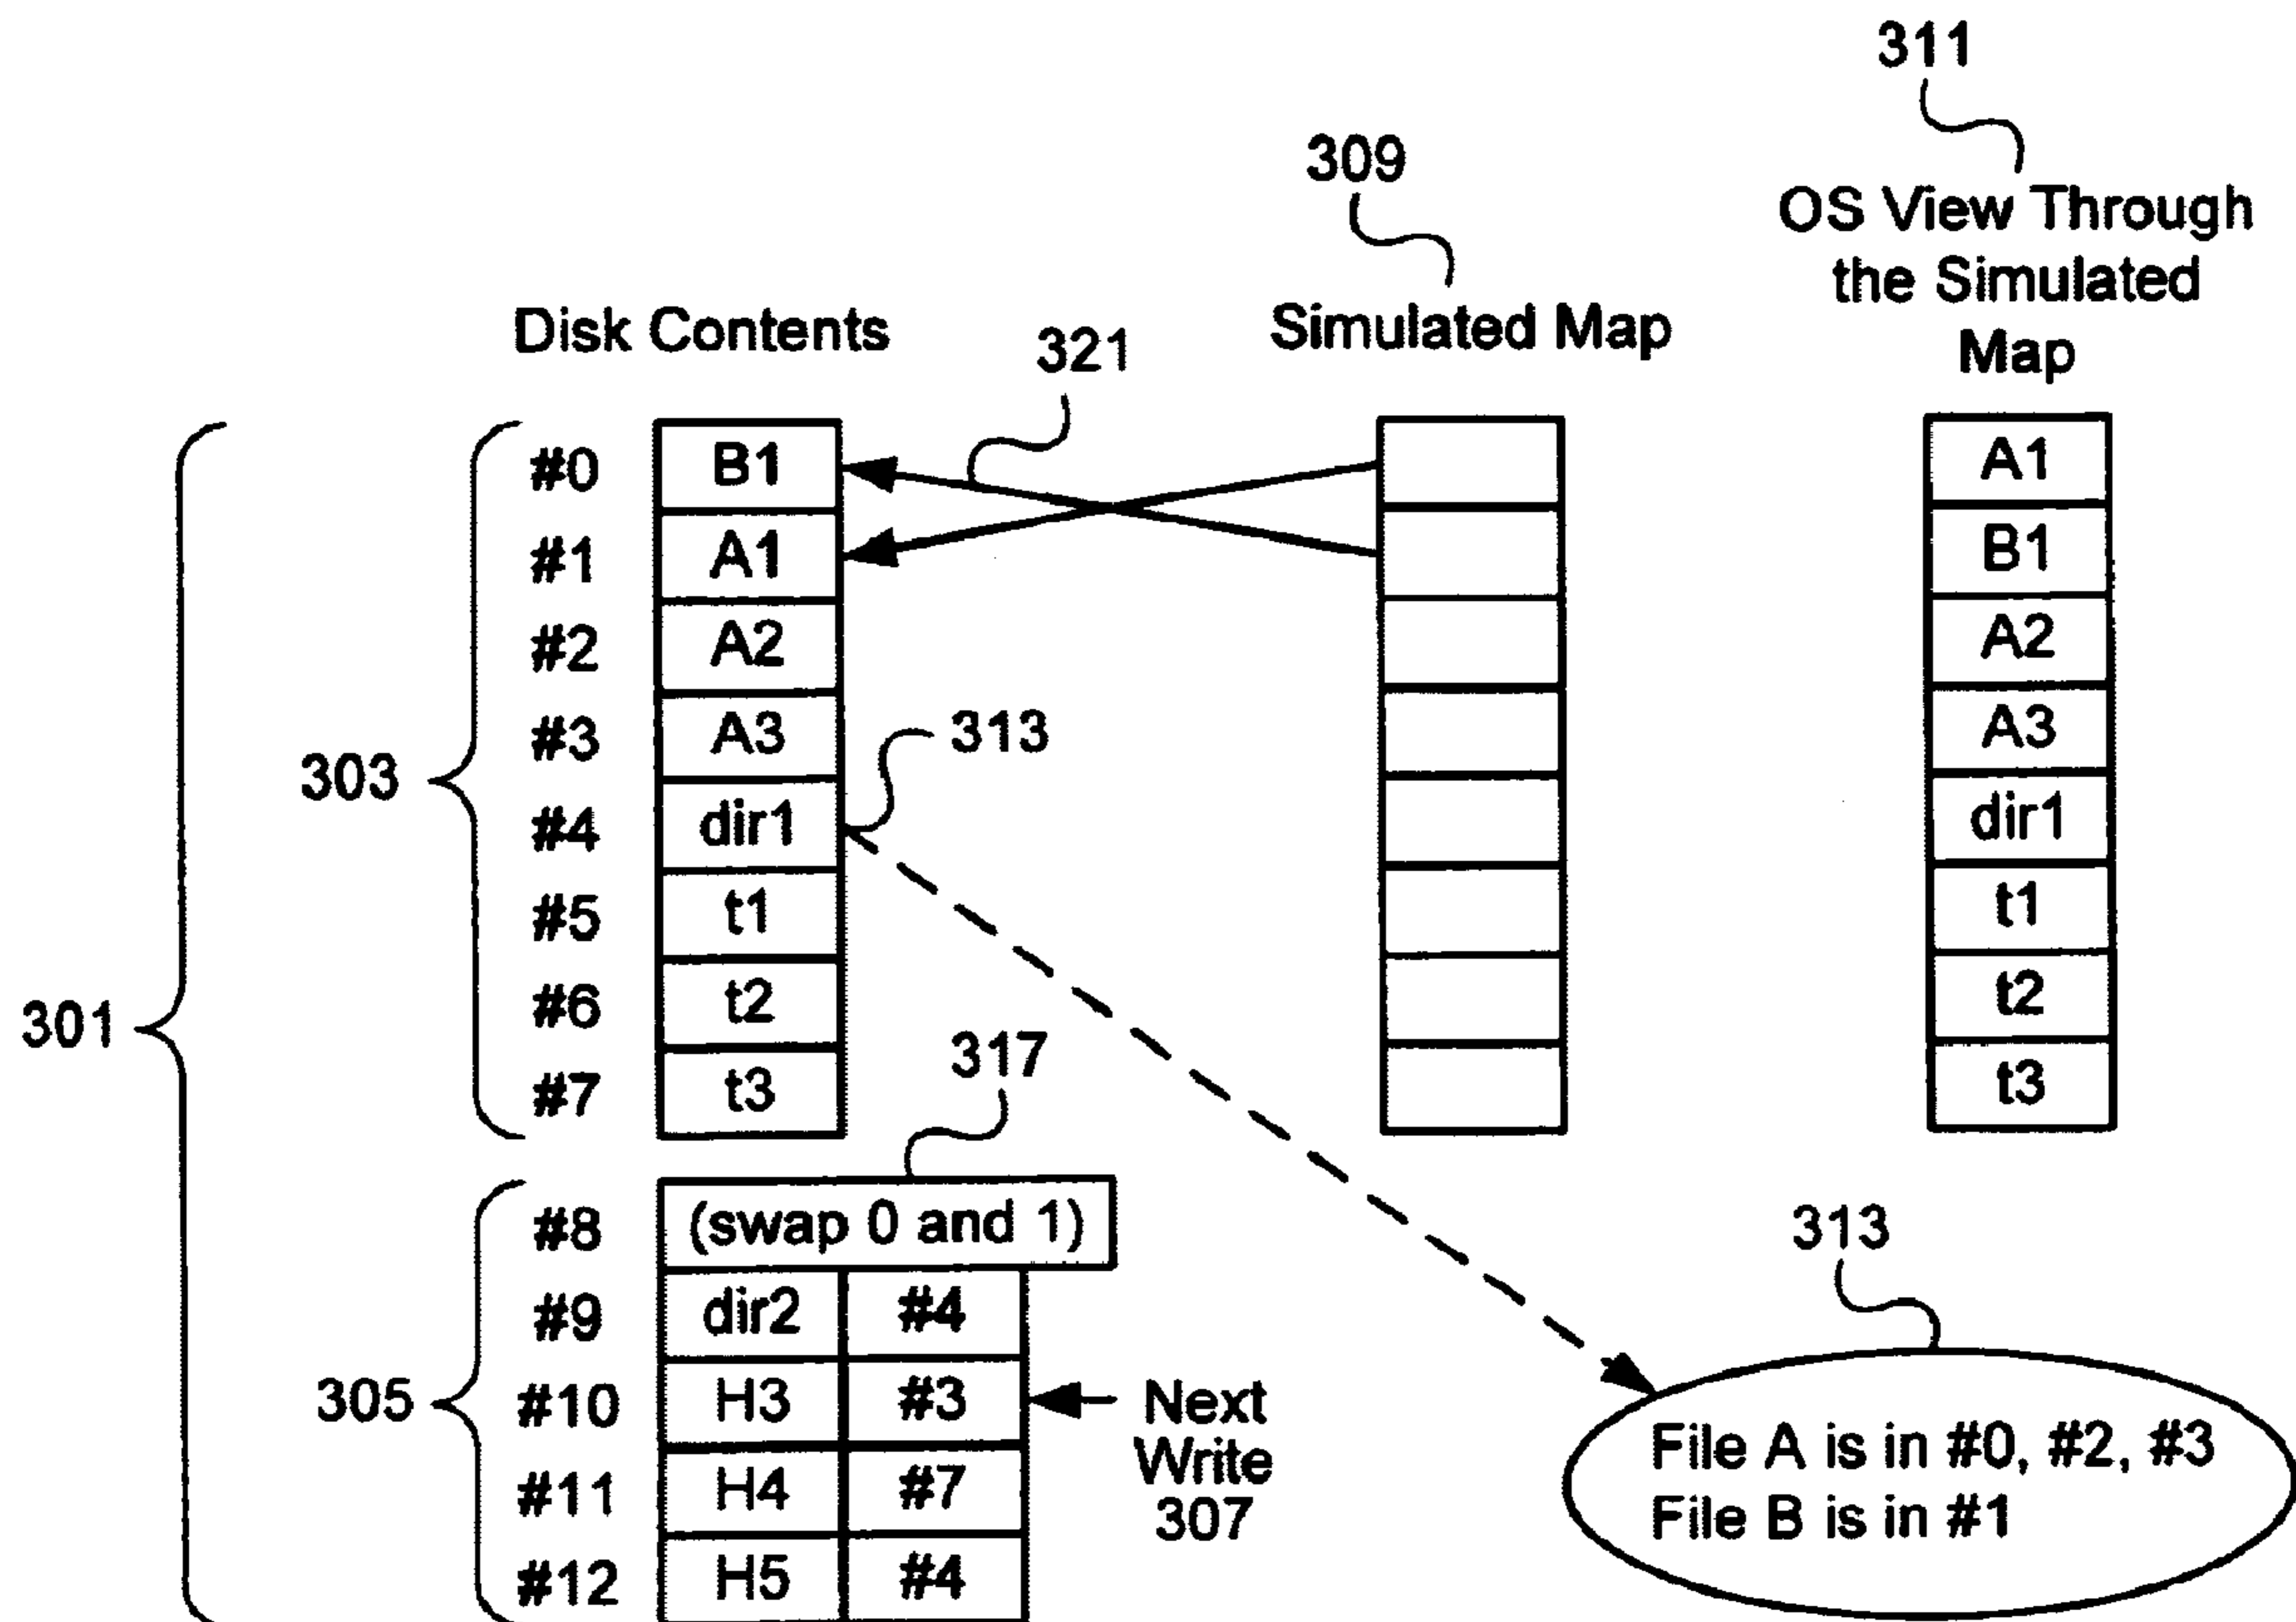 311
309
OS View Through
the Simulated
Map
Disk Contents
321
Simulated Map
#0 B1 A1
#1 A1 B1
#2 A2 A2
#3 A3 313 A3
303
#4 dir1 dir1
#5 t1 t1
#6 t2 t2
301
317
#7 t3 t3
#8 (swap 0 and 1)
313
#9 dir2 #4
305 #10 H3 #3 Next
Write
307
#11 H4 #7
#12 H5 #4
File A is in #0, #2, #3
File B is in #1